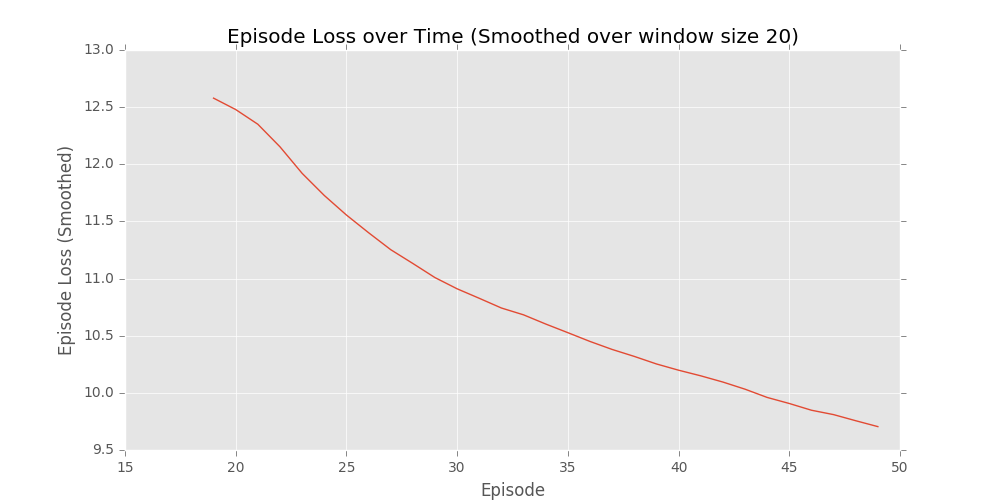 Episode Loss over Time (Smoothed over window size 20)
13.0
12.5
12.0
11.5
11.0
10.5
10.0
9.5
Episode Loss (Smoothed)
15 20 25 30 35 40 45 50
Episode